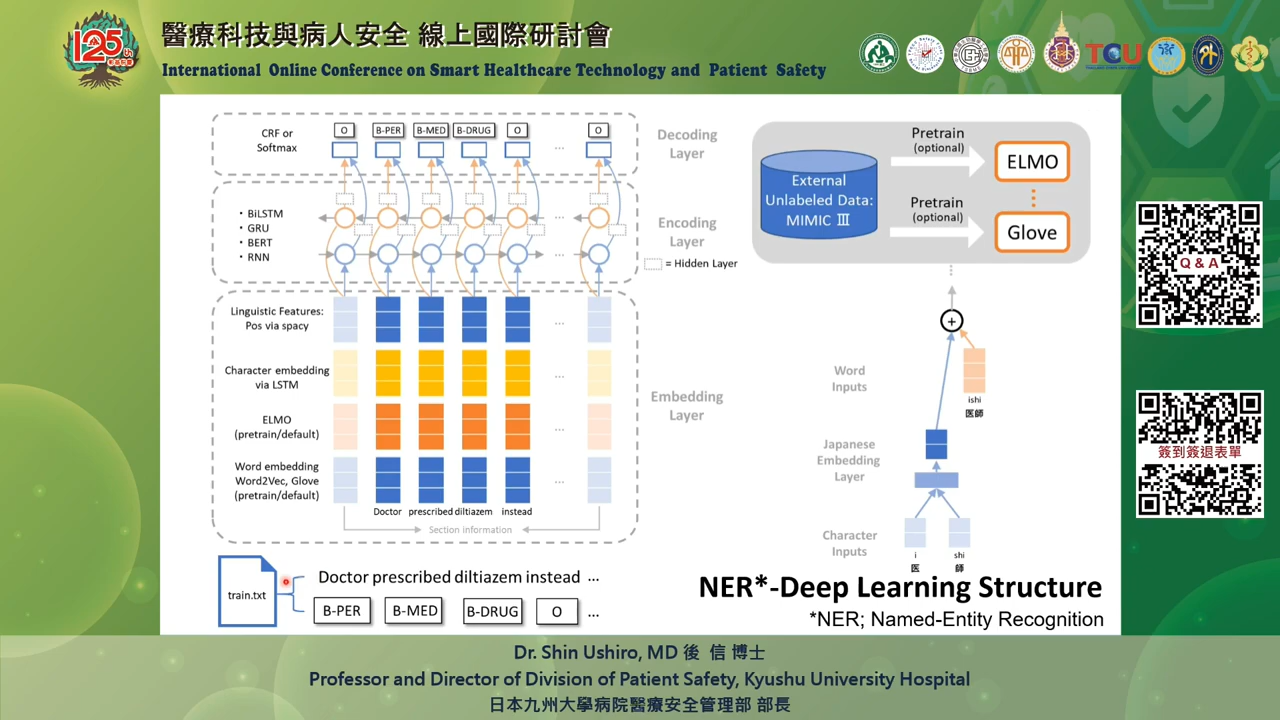 125
醫療科技與病人安全 線上國際研討會
International Online Conference on Smart Healthcare Technology and Patient Safety
TCU
CRF or
Softmax
O
B-PER
B-MED
B-DRUG
O
...
O
Decoding
Layer
・BiLSTM
・GRU
・BERT
・RNN
...
...
Encoding
Layer
= Hidden Layer
Linguistic Features:
Pos via spacy
...
Character embedding
via LSTM
...
ELMO
(pretrain/default)
...
Word embedding
Word2Vec, Glove
(pretrain/default)
...
Embedding
Layer
Doctor
prescribed
diltiazem
instead
Section information
train.txt
Doctor prescribed diltiazem instead ...
B-PER
B-MED
B-DRUG
O
...
External
Unlabeled Data:
MIMIC Ⅲ
Pretrain
(optional)
ELMO
Pretrain
(optional)
Glove
+
Word
Inputs
ishi
医師
Japanese
Embedding
Layer
Character
Inputs
i
医
shi
師
NER*-Deep Learning Structure
*NER; Named-Entity Recognition
Q & A
簽到簽退表單
Dr. Shin Ushiro, MD 後 信 博士
Professor and Director of Division of Patient Safety, Kyushu University Hospital
日本九州大學病院醫療安全管理部 部長